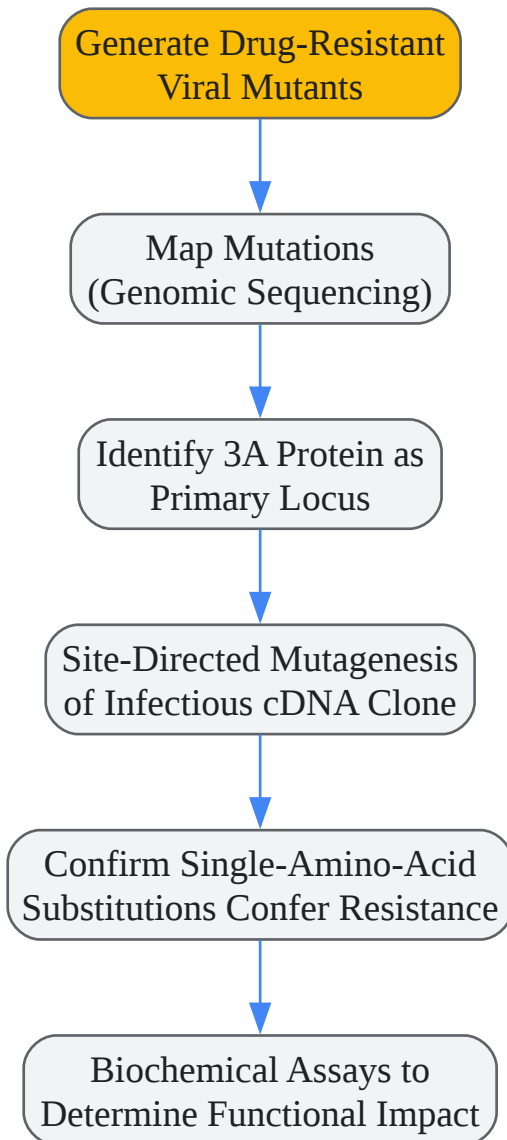 Generate Drug-Resistant
Viral Mutants
Map Mutations
(Genomic Sequencing)
Identify 3A Protein as
Primary Locus
Site-Directed Mutagenesis
of Infectious cDNA Clone
Confirm Single-Amino-Acid
Substitutions Confer Resistance
Biochemical Assays to
Determine Functional Impact